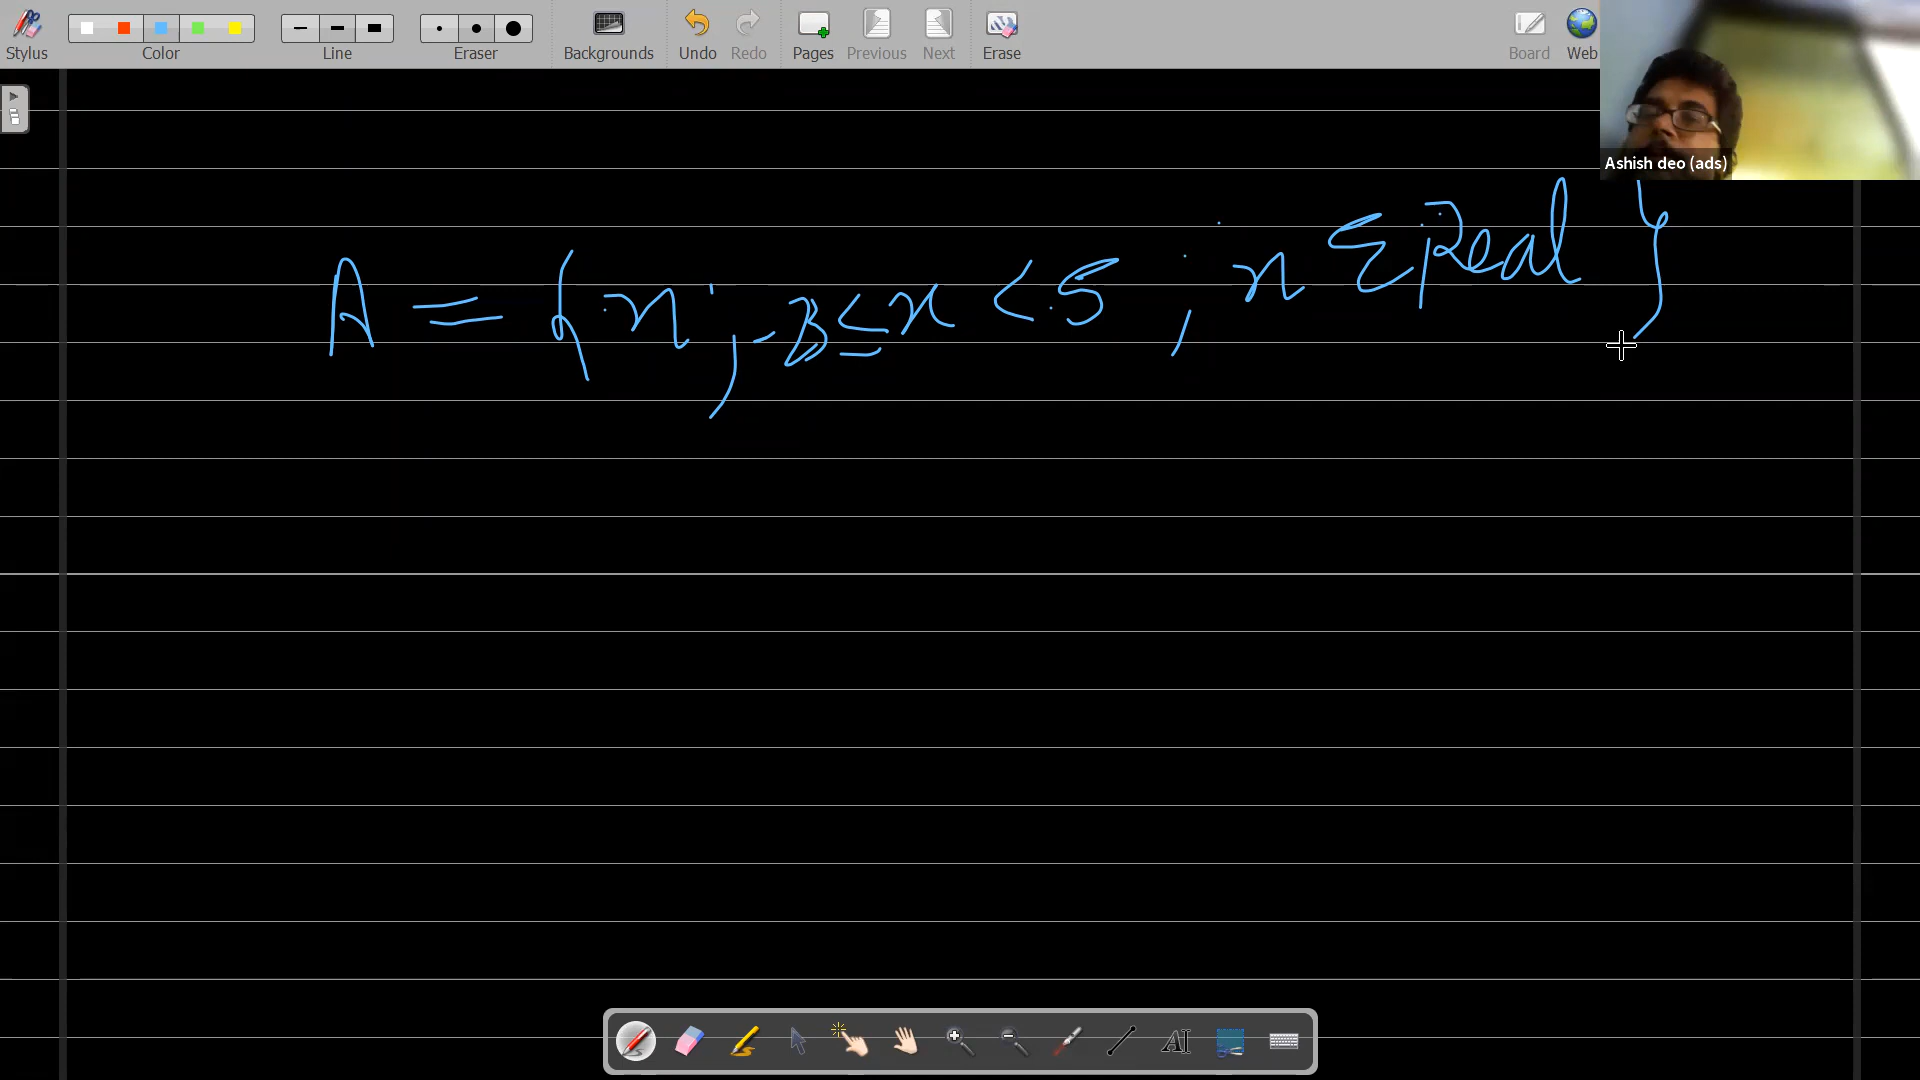 Stylus Color Line Eraser Backgrounds Undo Redo Pages Previous Next Erase Board Web
Ashish deo (ads)
A = { x ; -3 ≤ x < 5 , x ∈ Real }